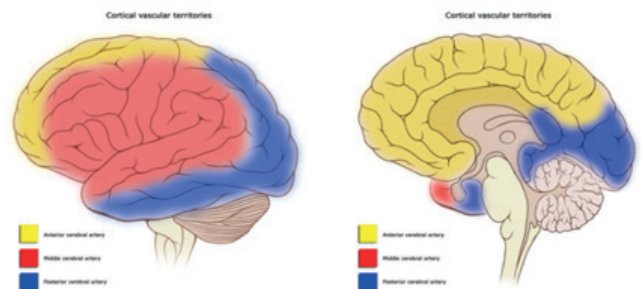 Cortical vascular territories
Anterior cerebral artery
Middle cerebral artery
Posterior cerebral artery
Cortical vascular territories
Anterior cerebral artery
Middle cerebral artery
Posterior cerebral artery